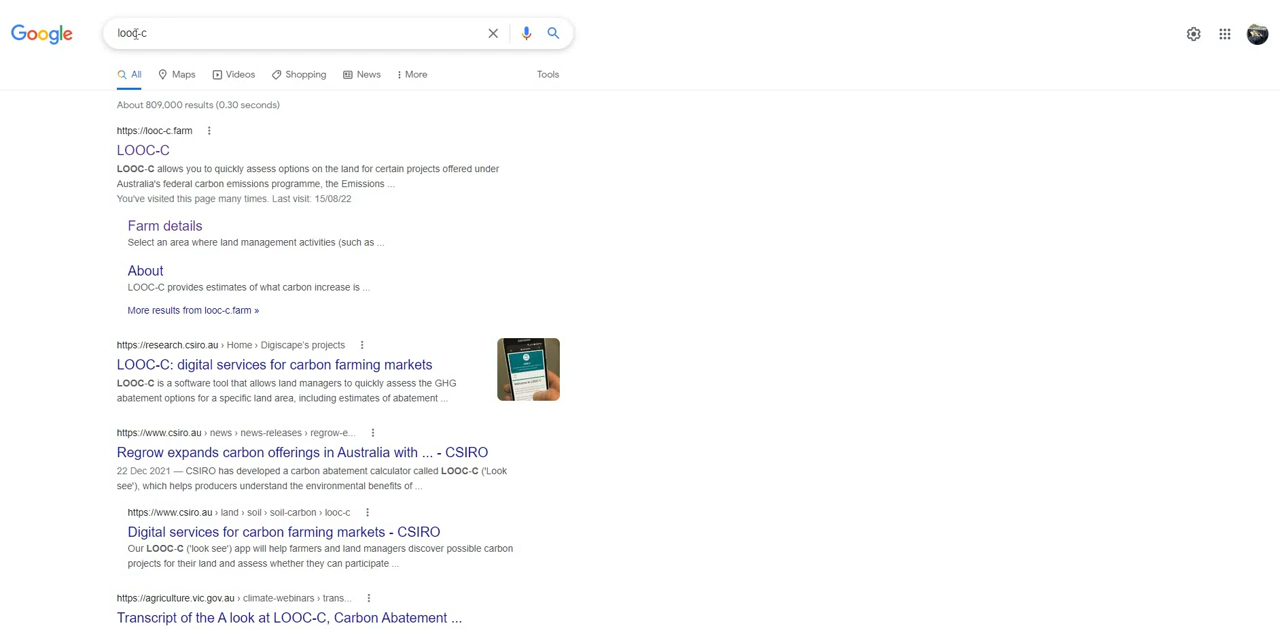 Google
looc-c
All Maps Videos Shopping News More Tools
About 809,000 results (0.30 seconds)
https://looc-c.farm
LOOC-C
LOOC-C allows you to quickly assess options on the land for certain projects offered under
Australia's federal carbon emissions programme, the Emissions ...
You've visited this page many times. Last visit: 15/08/22
Farm details
Select an area where land management activities (such as ...
About
LOOC-C provides estimates of what carbon increase is ...
More results from looc-c.farm »
https://research.csiro.au › Home › Digiscape's projects
LOOC-C: digital services for carbon farming markets
LOOC-C is a software tool that allows land managers to quickly assess the GHG
abatement options for a specific land area, including estimates of abatement ...
https://www.csiro.au › news › news-releases › regrow-e...
Regrow expands carbon offerings in Australia with ... - CSIRO
22 Dec 2021 — CSIRO has developed a carbon abatement calculator called LOOC-C ('Look
see'), which helps producers understand the environmental benefits of ...
https://www.csiro.au › land › soil › soil-carbon › looc-c
Digital services for carbon farming markets - CSIRO
Our LOOC-C ('look see') app will help farmers and land managers discover possible carbon
projects for their land and assess whether they can participate ...
https://agriculture.vic.gov.au › climate-webinars › trans...
Transcript of the A look at LOOC-C, Carbon Abatement ...